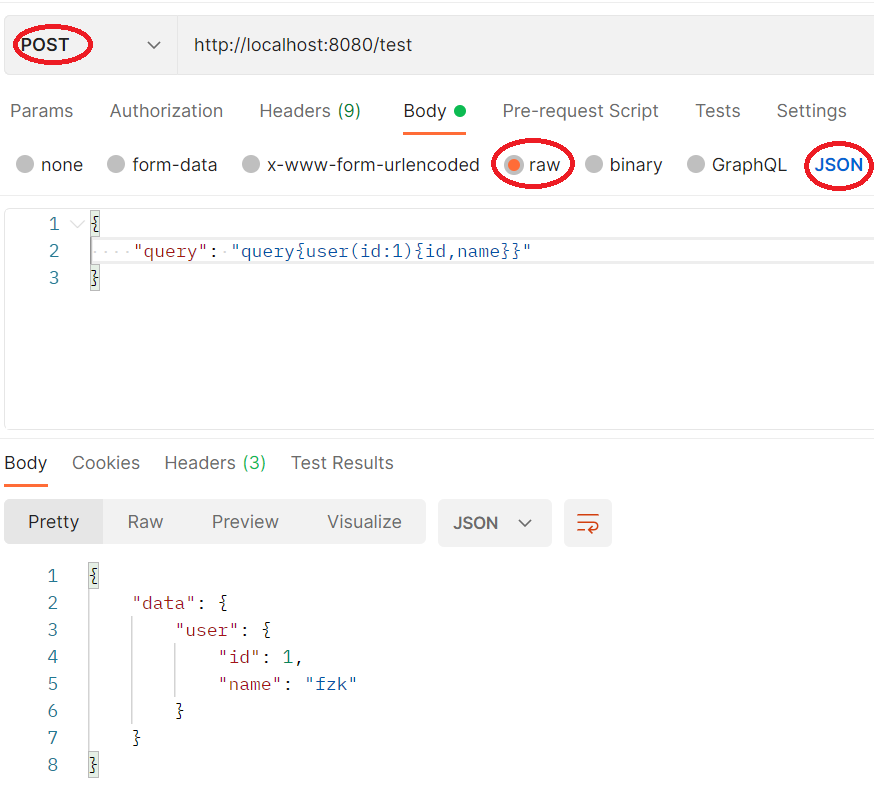 POST http://localhost:8080/test
Params Authorization Headers (9) Body Pre-request Script Tests Settings
none form-data x-www-form-urlencoded raw binary GraphQL JSON
1 {
2 "query": "query{user(id:1){id,name}}"
3 }
Body Cookies Headers (3) Test Results
Pretty Raw Preview Visualize JSON
1 {
2 "data": {
3 "user": {
4 "id": 1,
5 "name": "fzk"
6 }
7 }
8 }